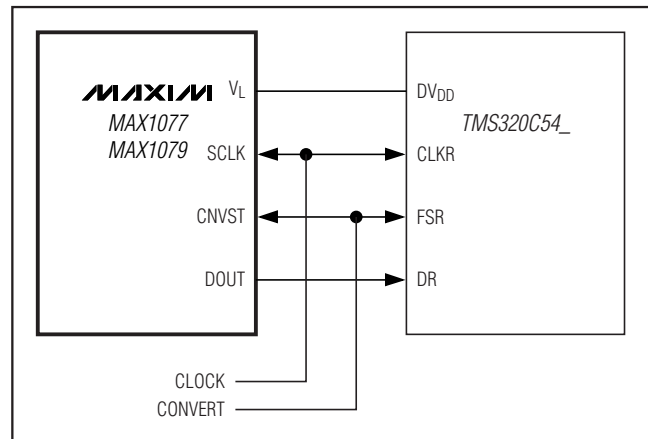 MAXIM
MAX1077
MAX1079
VL
SCLK
CNVST
DOUT
DVDD
TMS320C54_
CLKR
FSR
DR
CLOCK
CONVERT